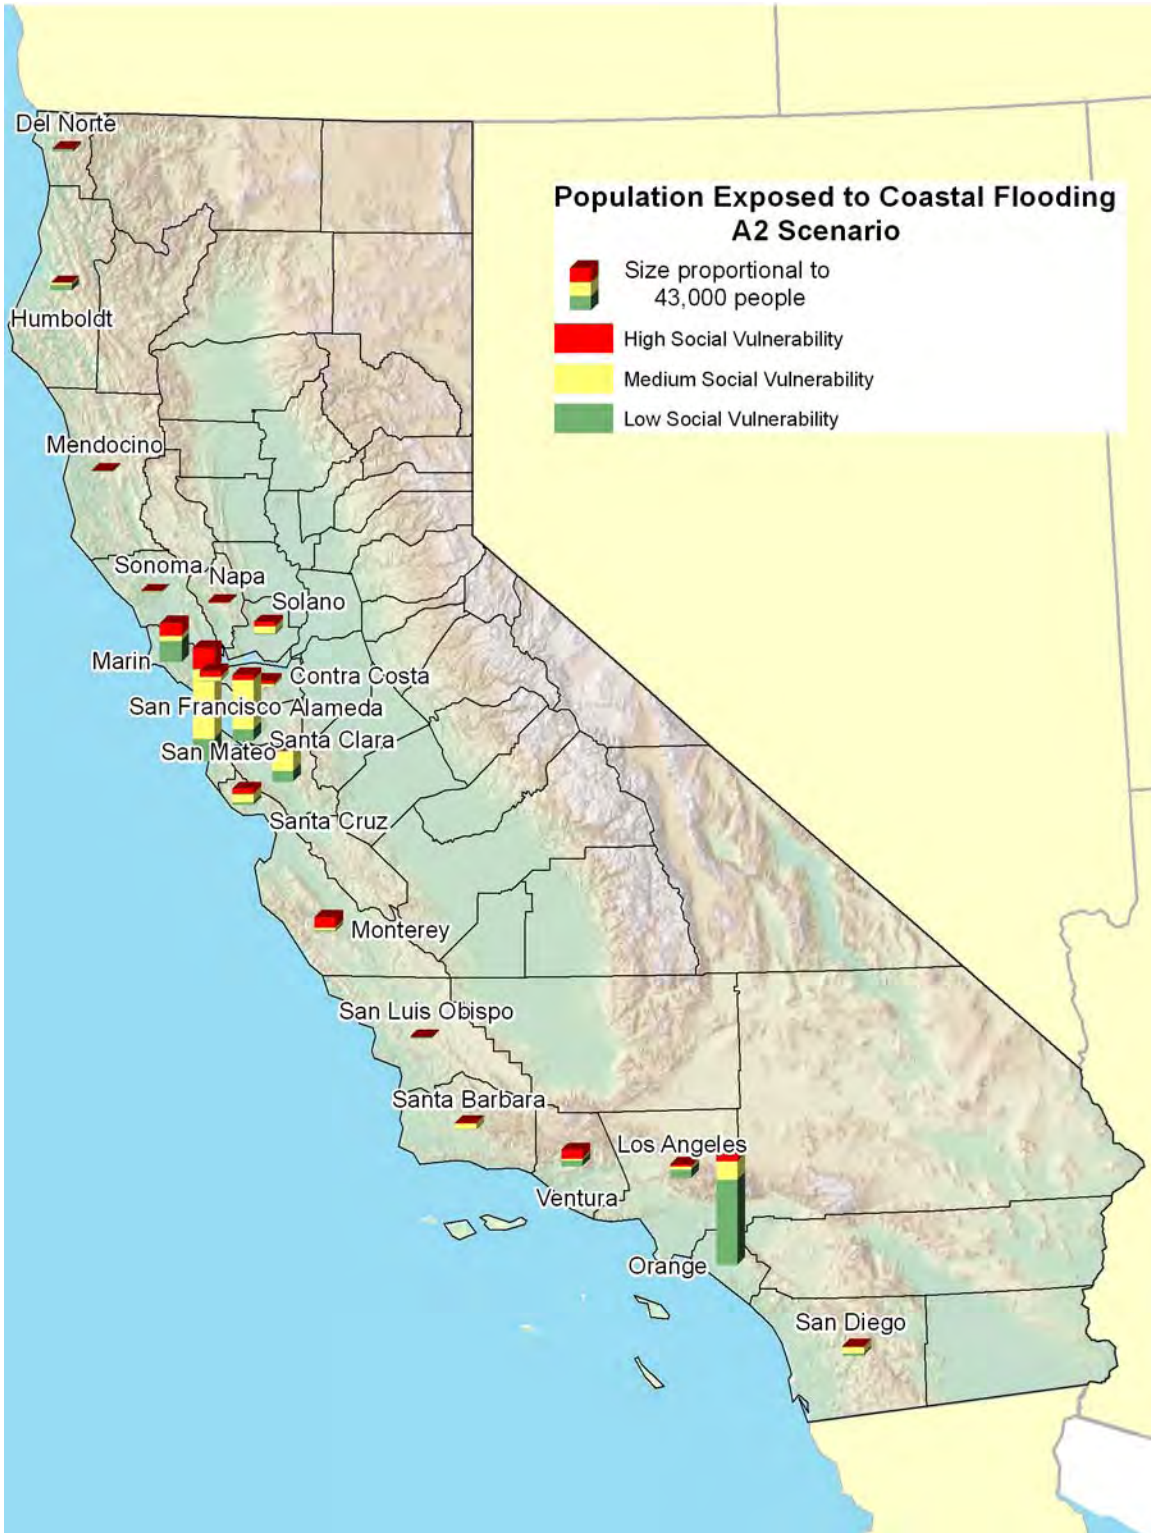 Del Norte
Population Exposed to Coastal Flooding
A2 Scenario
Size proportional to
43,000 people
Humboldt
High Social Vulnerability
Medium Social Vulnerability
Low Social Vulnerability
Mendocino
Sonoma
Napa
Solano
Marin
Contra Costa
San Francisco
Alameda
Santa Clara
San Mateo
Santa Cruz
Monterey
San Luis Obispo
Santa Barbara
Los Angeles
Ventura
Orange
San Diego